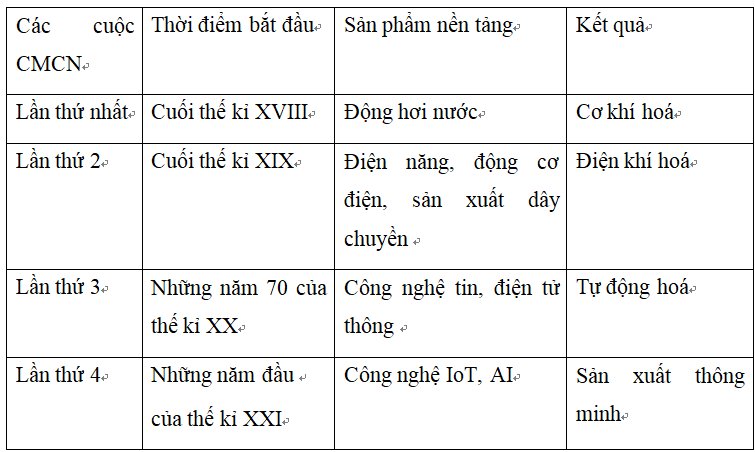 Các cuộc CMCN
Thời điểm bắt đầu
Sản phẩm nền tảng
Kết quả
Lần thứ nhất
Cuối thế kỉ XVIII
Động hơi nước
Cơ khí hoá
Lần thứ 2
Cuối thế kỉ XIX
Điện năng, động cơ
điện, sản xuất dây
chuyền
Điện khí hoá
Lần thứ 3
Những năm 70 của
thế kỉ XX
Công nghệ tin, điện tử
thông
Tự động hoá
Lần thứ 4
Những năm đầu
của thế kỉ XXI
Công nghệ IoT, AI
Sản xuất thông
minh